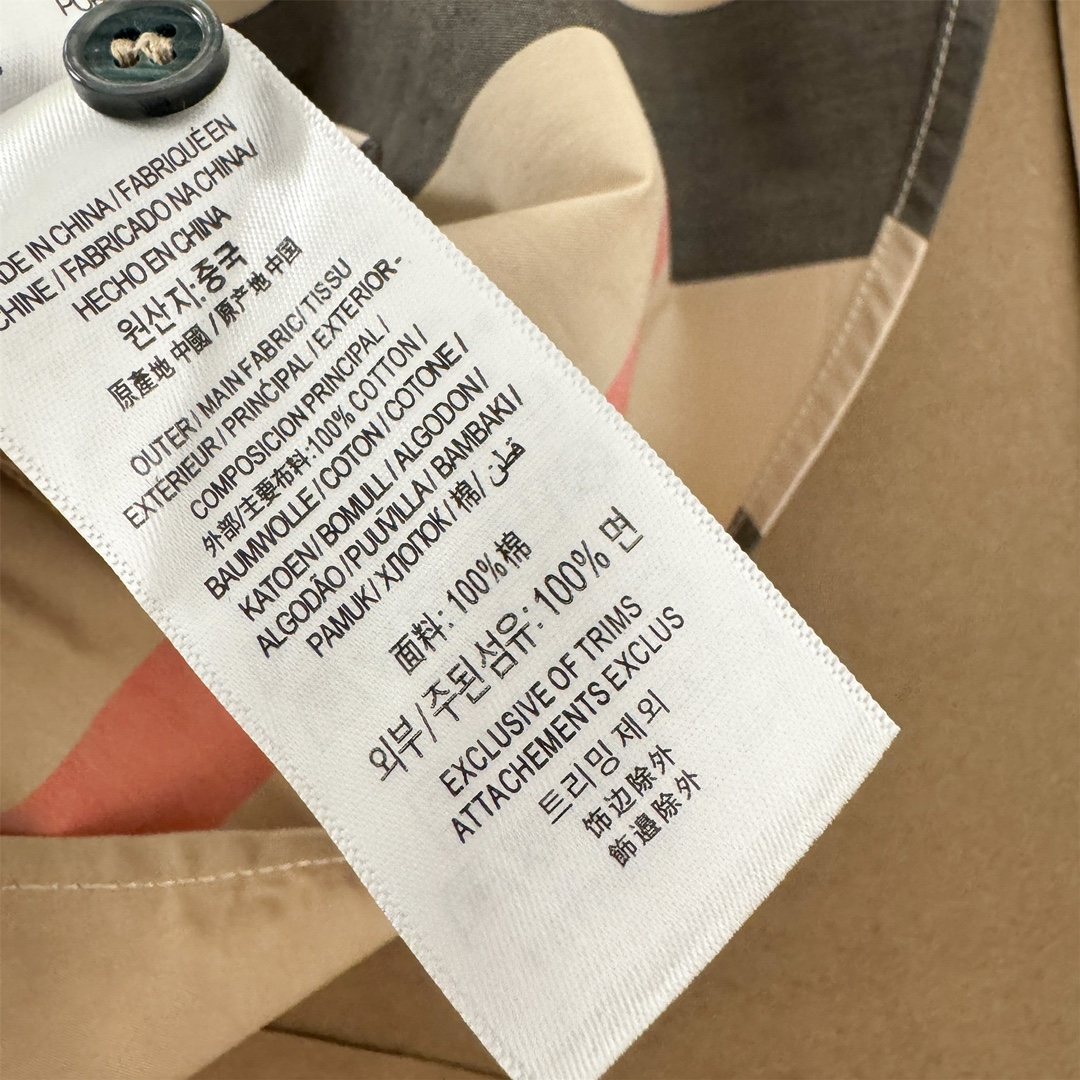 MADE IN CHINA / FABRIQUÉ EN
CHINE / FABRICADO NA CHINA/
HECHO EN CHINA
원산지:중국
原產地 中國 / 原产地 中国
OUTER / MAIN FABRIC/ TISSU
EXTÉRIEUR / PRINCIPAL / EXTERIOR-
COMPOSICION PRINCIPAL /
外部/主要布料:100% COTTON /
BAUMWOLLE / COTON / COTONE /
KATOEN/ BOMULL / ALGODON /
ALGODÃO / PUUVILLA / BAMBAKI /
PAMUK / ХЛОПОК / 棉/ قطن
面料: 100%棉
외부/주된섬유: 100% 면
EXCLUSIVE OF TRIMS
ATTACHEMENTS EXCLUS
트리밍 제외
饰边除外
飾邊除外